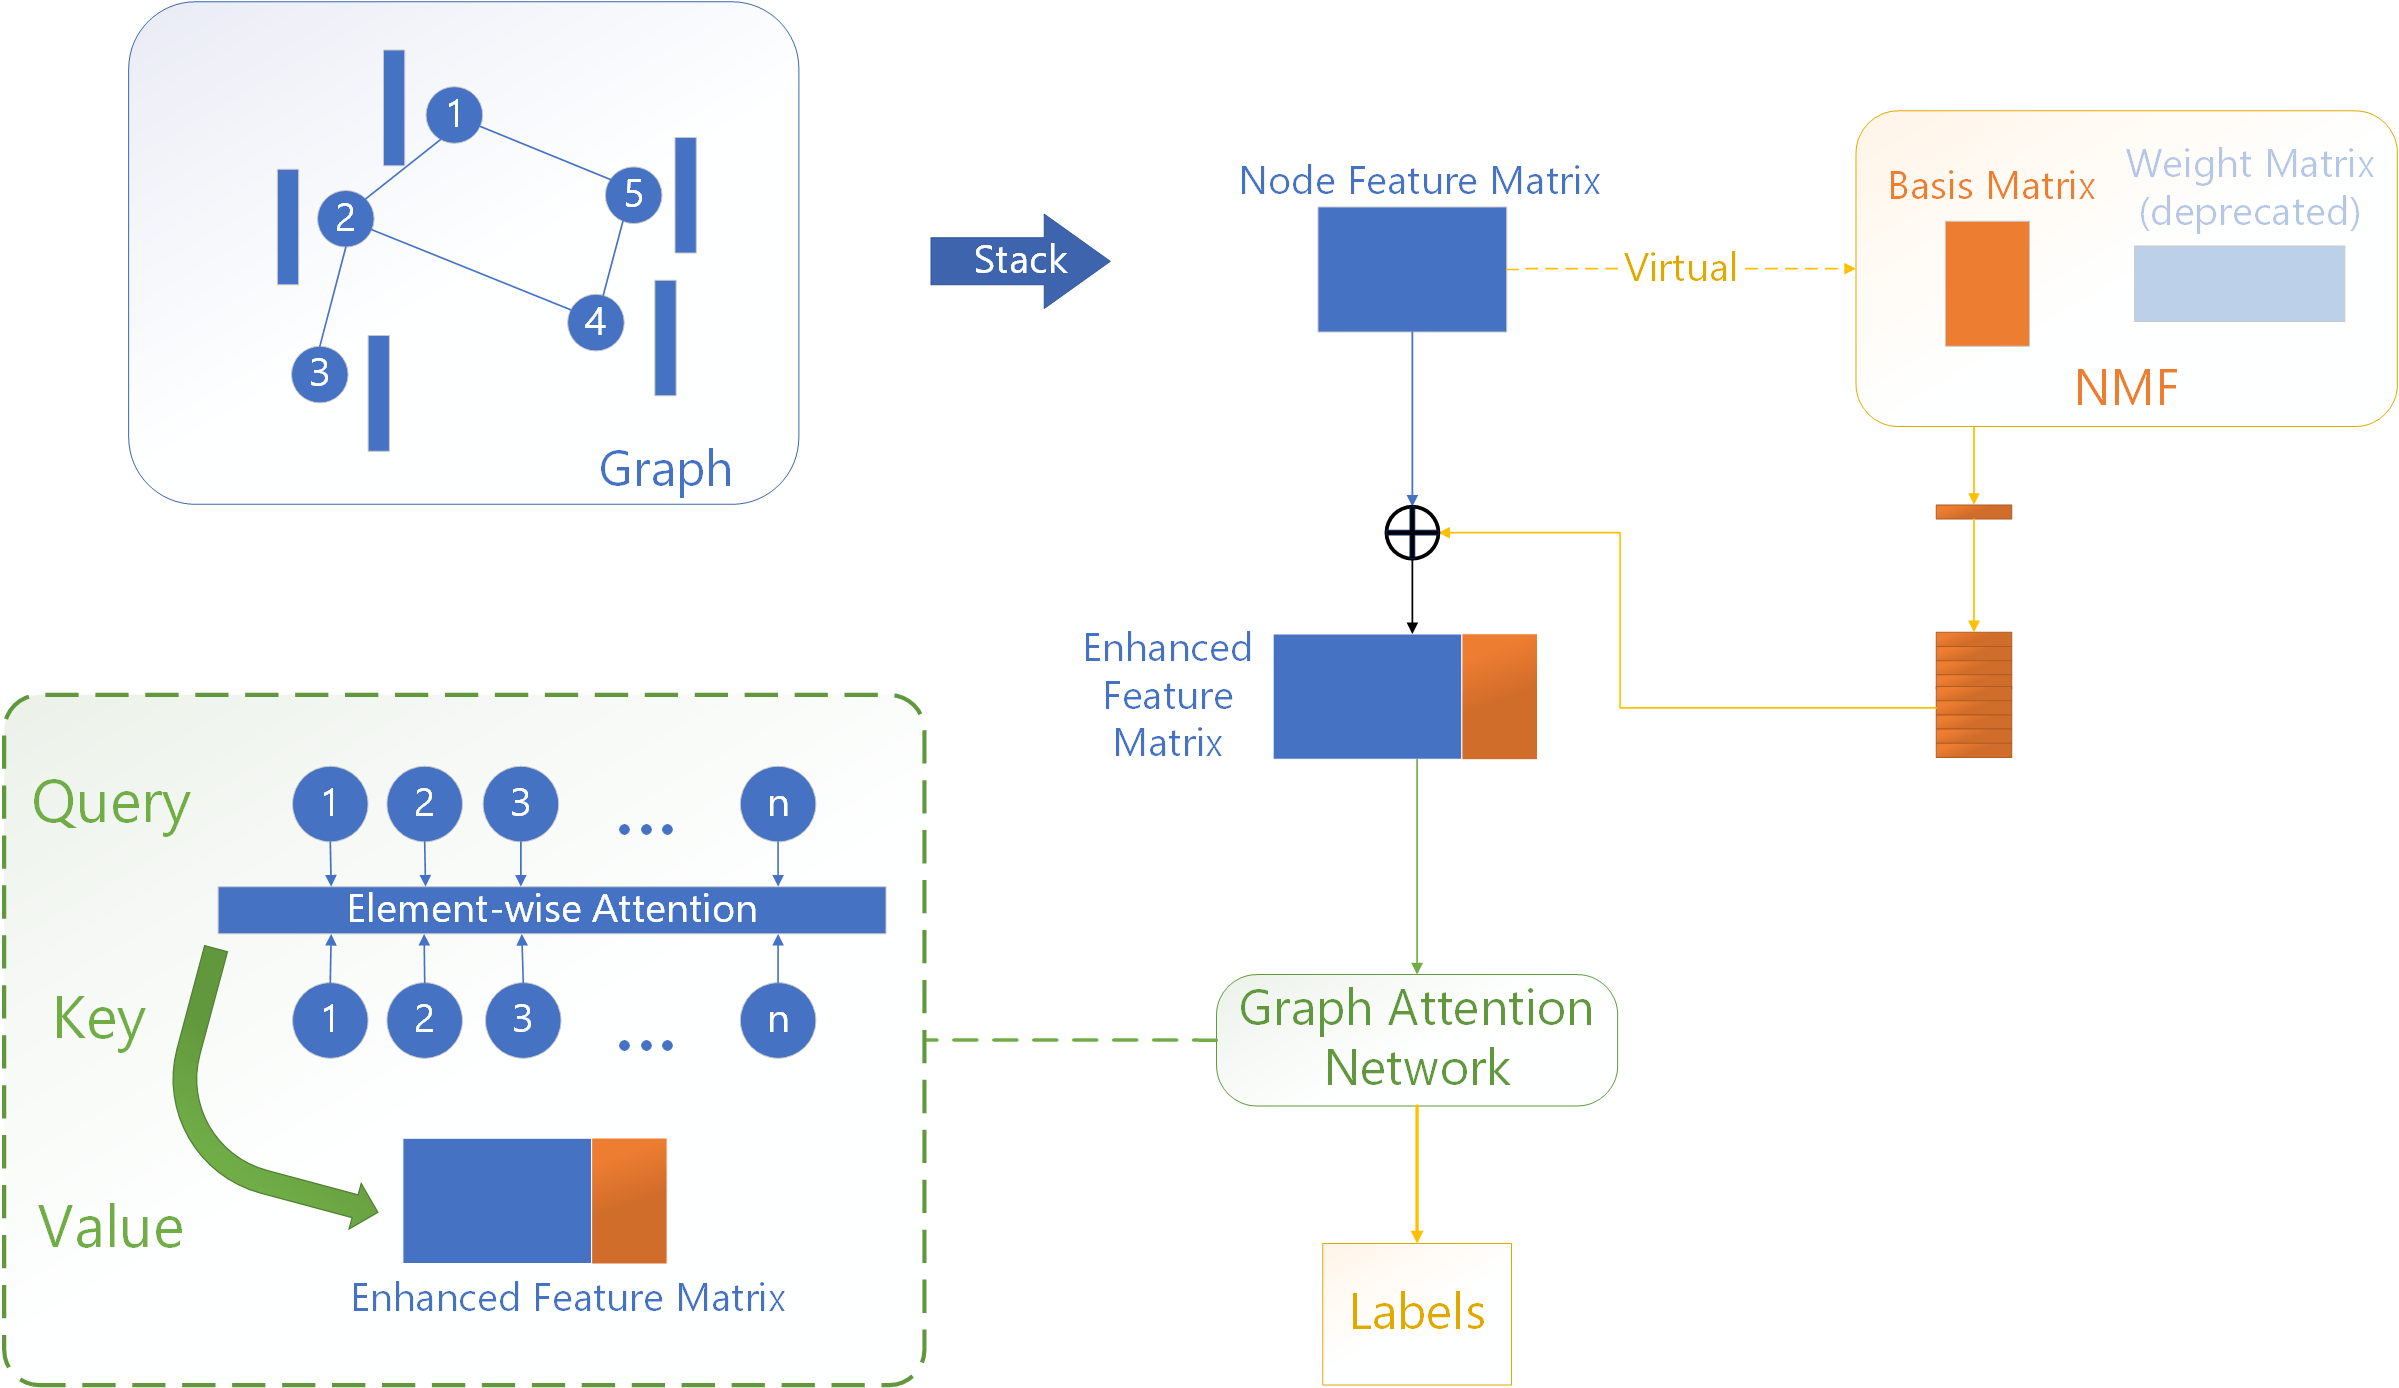 1
5
2
4
3
Graph
Stack
Node Feature Matrix
Virtual
Basis Matrix
Weight Matrix
(deprecated)
NMF
Enhanced
Feature
Matrix
Query
1 2 3 ... n
Element-wise Attention
Key
1 2 3 ... n
Value
Enhanced Feature Matrix
Graph Attention
Network
Labels